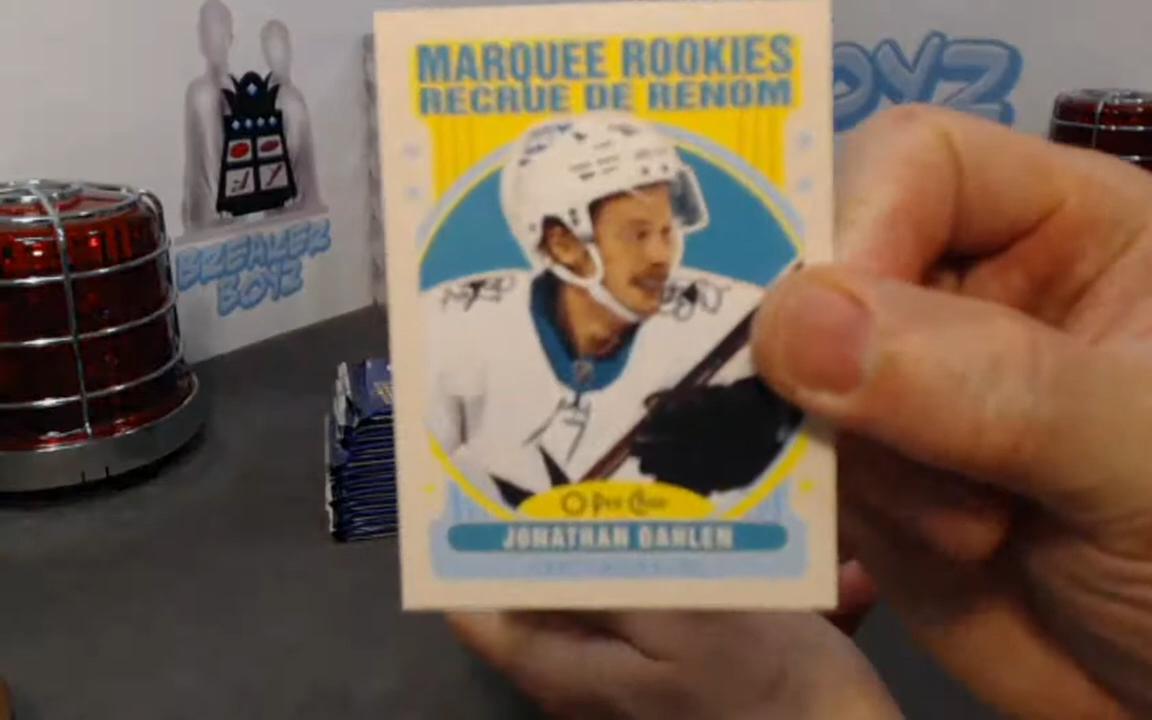 MARQUEE ROOKIES
RECRUE DE RENOM
BREAKER
BOYZ
OYZ
O-Pee-Chee
JONATHAN DAHLEN